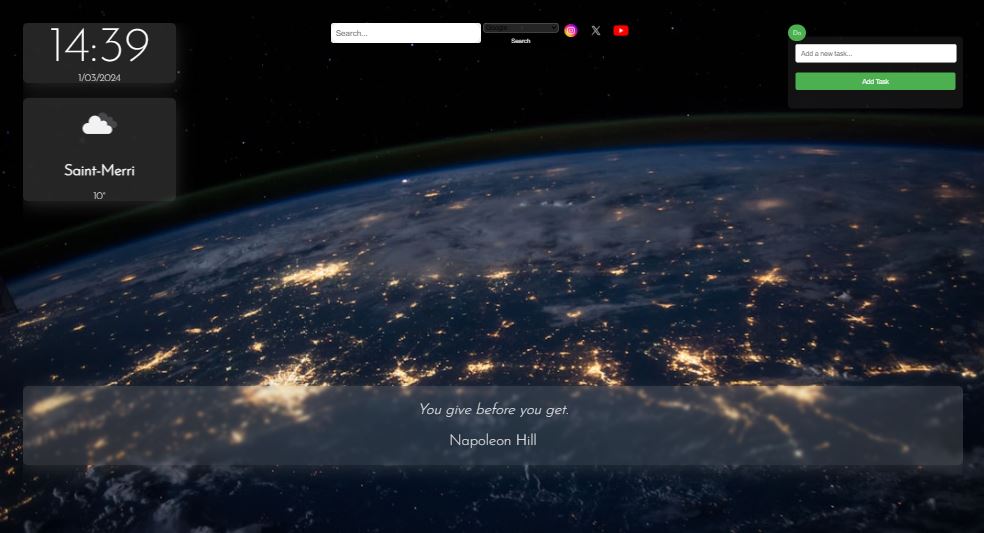 14:39
1/03/2024
Saint-Merri
10°
Search...
Google
Search
Do
Add a new task...
Add Task
You give before you get.
Napoleon Hill